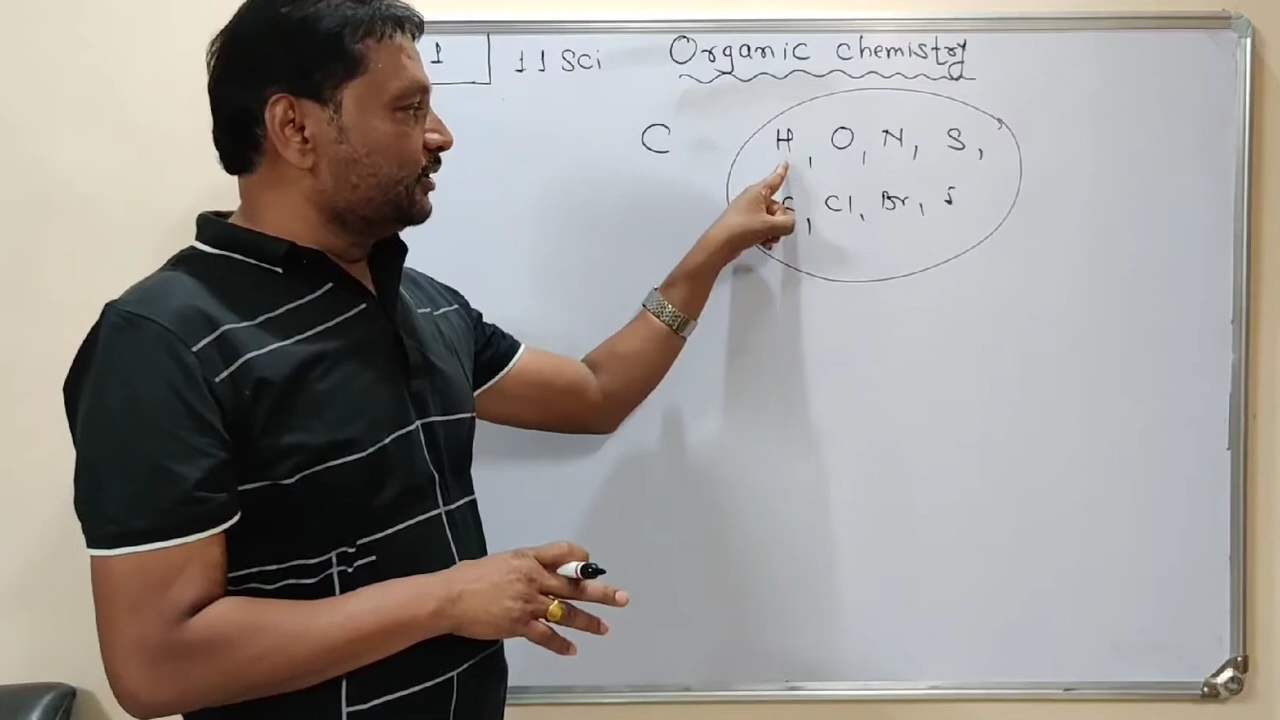 1 11 Sci Organic chemistry
C H, O, N, S,
, Cl, Br,